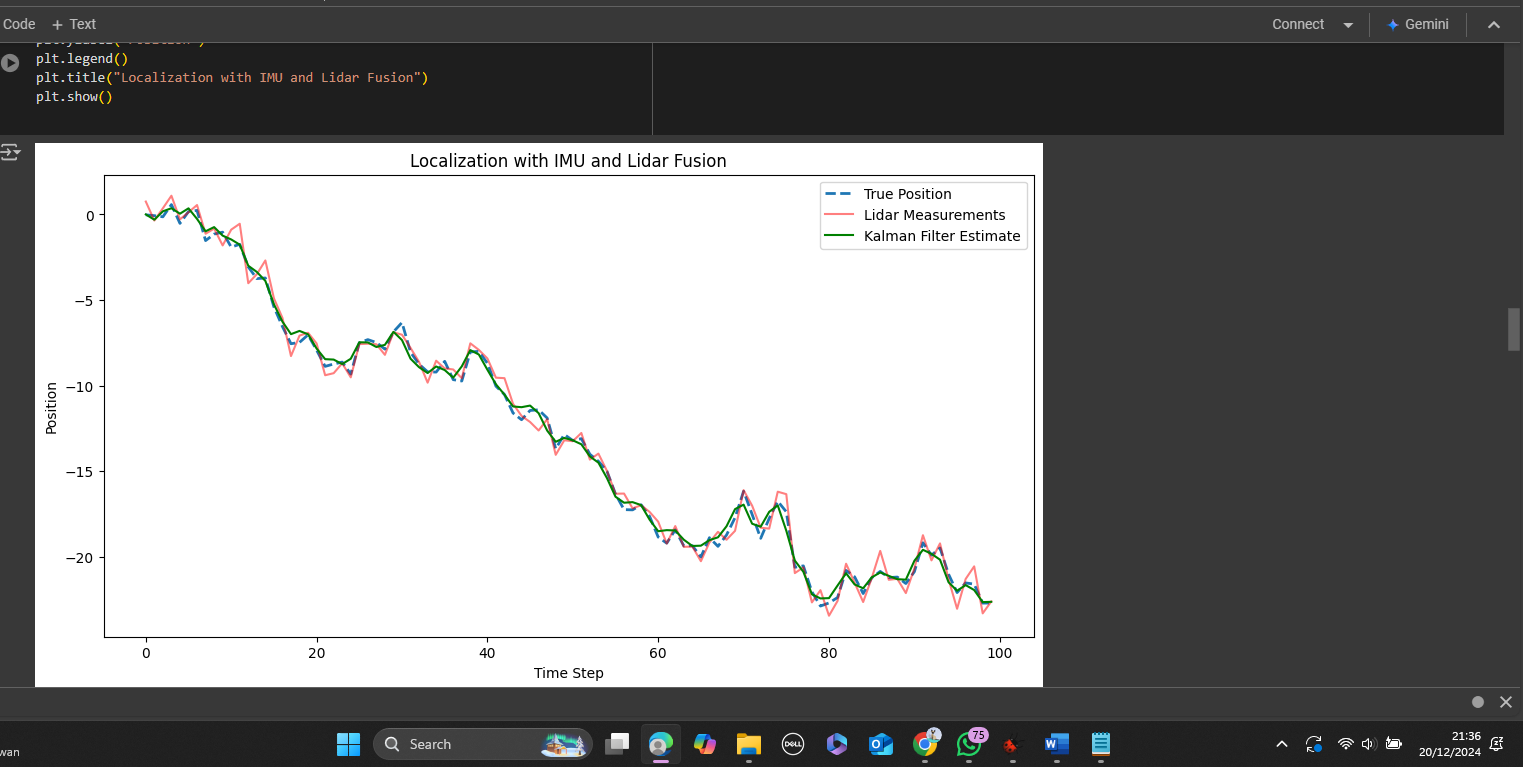 Code + Text Connect Gemini
plt.legend()
plt.title("Localization with IMU and Lidar Fusion")
plt.show()
Localization with IMU and Lidar Fusion
True Position
Lidar Measurements
Kalman Filter Estimate
0
−5
−10
−15
−20
Position
0 20 40 60 80 100
Time Step
wan
Search
DELL
Y
75
W
21:36
20/12/2024